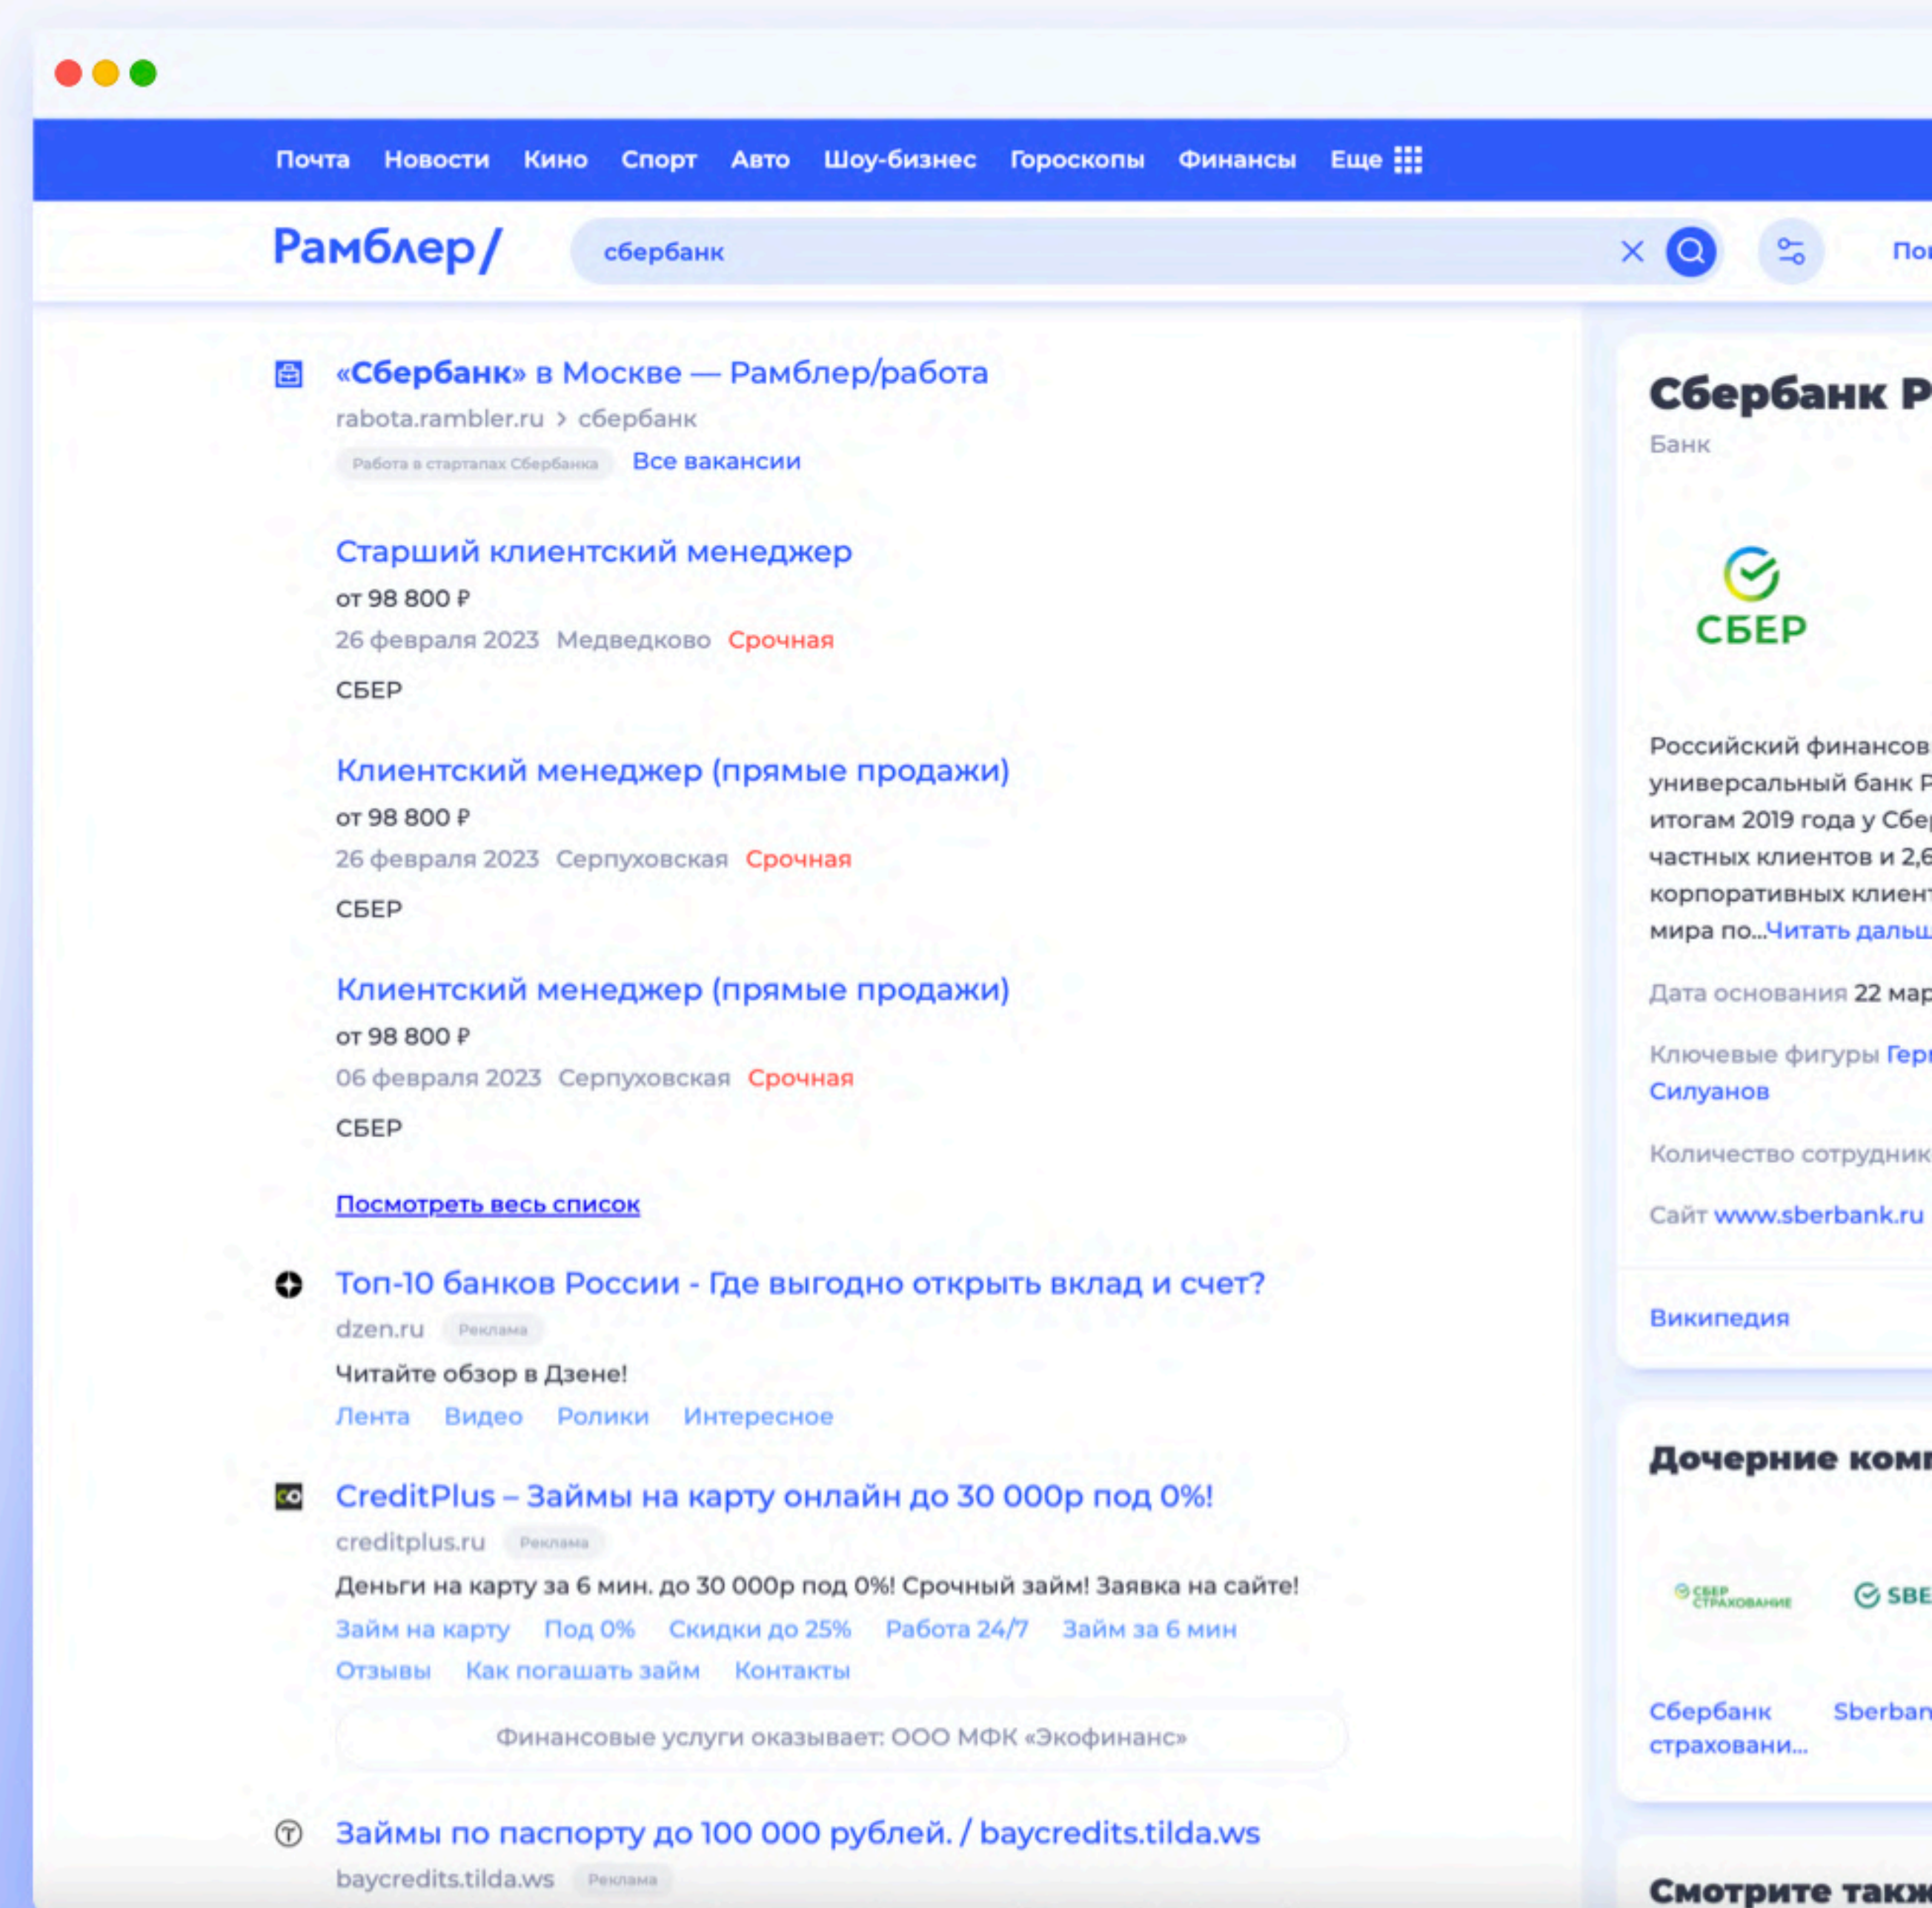 Почта Новости Кино Спорт Авто Шоу-бизнес Гороскопы Финансы Еще
Рамблер/
сбербанк
«Сбербанк» в Москве — Рамблер/работа
rabota.rambler.ru > сбербанк
Работа в стартапах Сбербанка Все вакансии
Старший клиентский менеджер
от 98 800 ₽
26 февраля 2023 Медведково Срочная
СБЕР
Клиентский менеджер (прямые продажи)
от 98 800 ₽
26 февраля 2023 Серпуховская Срочная
СБЕР
Клиентский менеджер (прямые продажи)
от 98 800 ₽
06 февраля 2023 Серпуховская Срочная
СБЕР
Посмотреть весь список
Топ-10 банков России - Где выгодно открыть вклад и счет?
dzen.ru Реклама
Читайте обзор в Дзене!
Лента Видео Ролики Интересное
CreditPlus – Займы на карту онлайн до 30 000р под 0%!
creditplus.ru Реклама
Деньги на карту за 6 мин. до 30 000р под 0%! Срочный займ! Заявка на сайте!
Займ на карту Под 0% Скидки до 25% Работа 24/7 Займ за 6 мин
Отзывы Как погашать займ Контакты
Финансовые услуги оказывает: ООО МФК «Экофинанс»
Займы по паспорту до 100 000 рублей. / baycredits.tilda.ws
baycredits.tilda.ws Реклама
Сбербанк
Банк
СБЕР
Российский
универсальный банк
итогам 2019 года у
частных клиентов и 2,6
корпоративных
мира по...Читать
Дата основания 22
Ключевые фигуры
Силуанов
Количество
Сайт www.sberbank.ru
Википедия
Дочерние
СБЕР
СТРАХОВАНИЕ
Сбербанк
страховани...
Смотрите